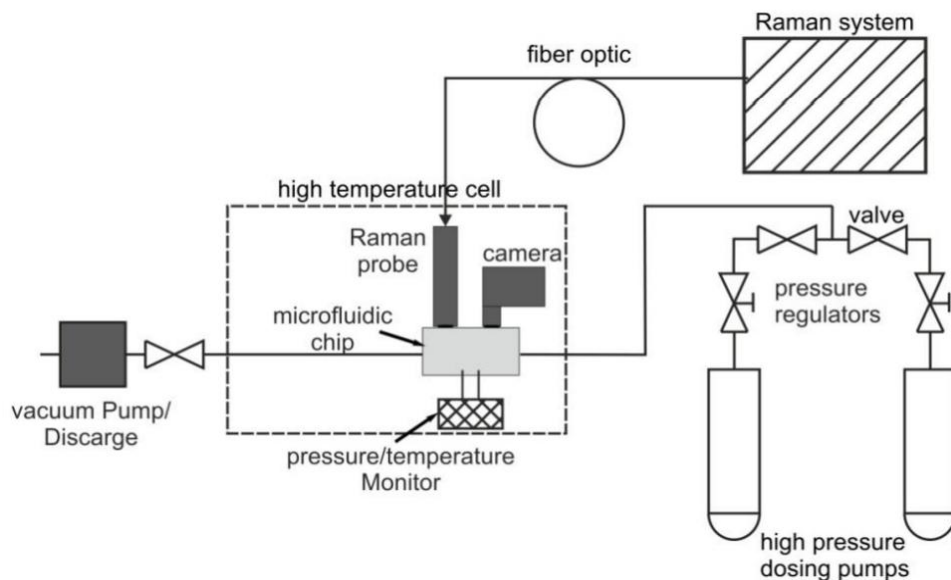 Raman system
fiber optic
high temperature cell
Raman
probe
camera
valve
pressure
regulators
microfluidic
chip
vacuum Pump/
Discarge
pressure/temperature
Monitor
high pressure
dosing pumps